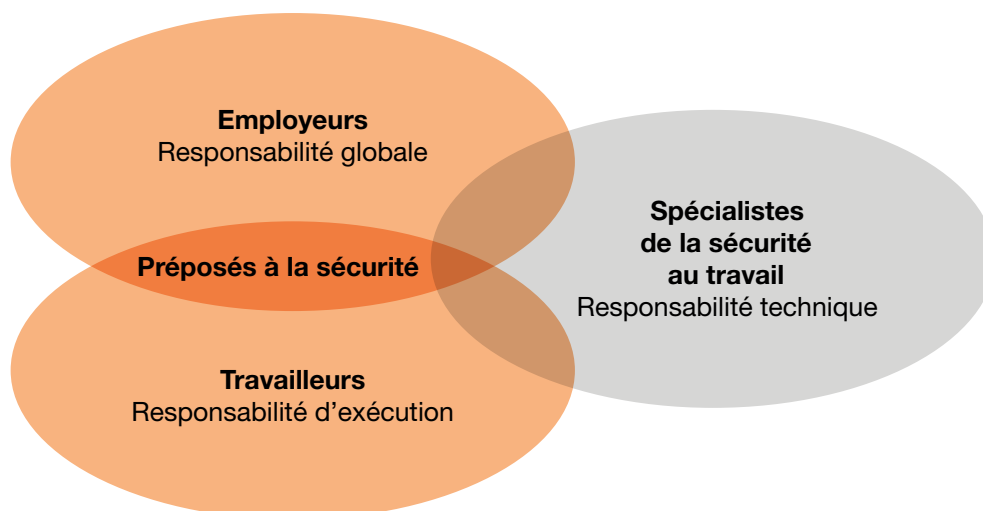 Employeurs
Responsabilité globale
Préposés à la sécurité
Travailleurs
Responsabilité d'exécution
Spécialistes
de la sécurité
au travail
Responsabilité technique